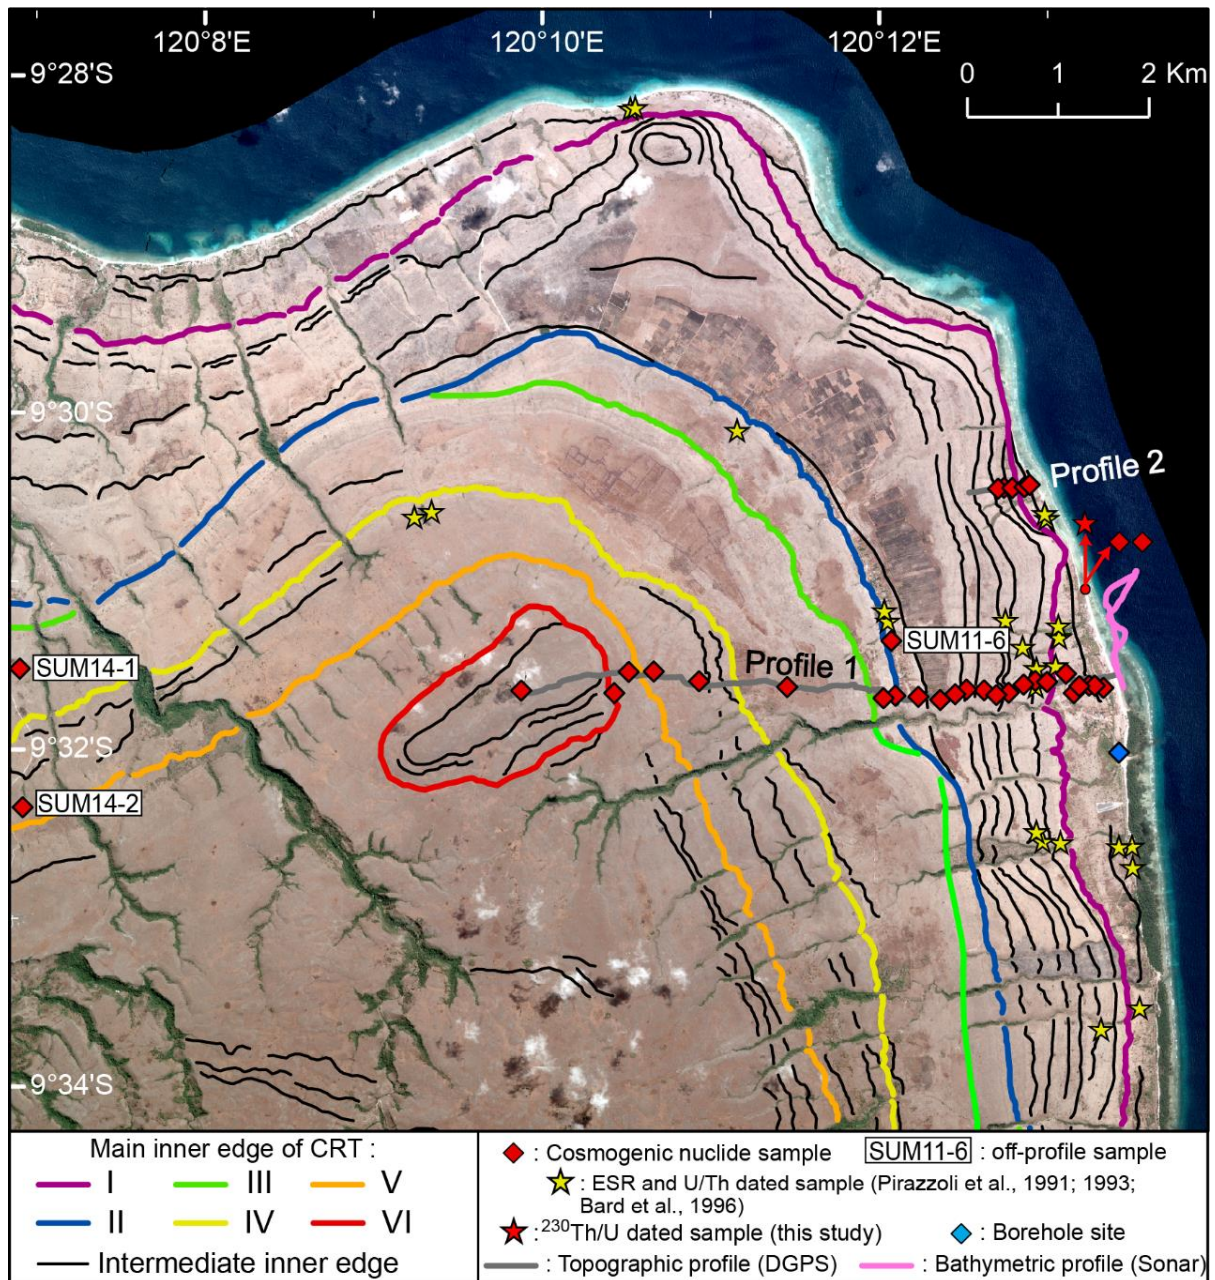 120°8'E 120°10'E 120°12'E
9°28'S
0 1 2 Km
9°30'S
Profile 2
SUM11-6
SUM14-1
Profile 1
9°32'S
SUM14-2
9°34'S
Main inner edge of CRT :
I III V
II IV VI
Intermediate inner edge
: Cosmogenic nuclide sample SUM11-6 : off-profile sample
: ESR and U/Th dated sample (Pirazzoli et al., 1991; 1993;
Bard et al., 1996)
: ²³⁰Th/U dated sample (this study) : Borehole site
: Topographic profile (DGPS) : Bathymetric profile (Sonar)